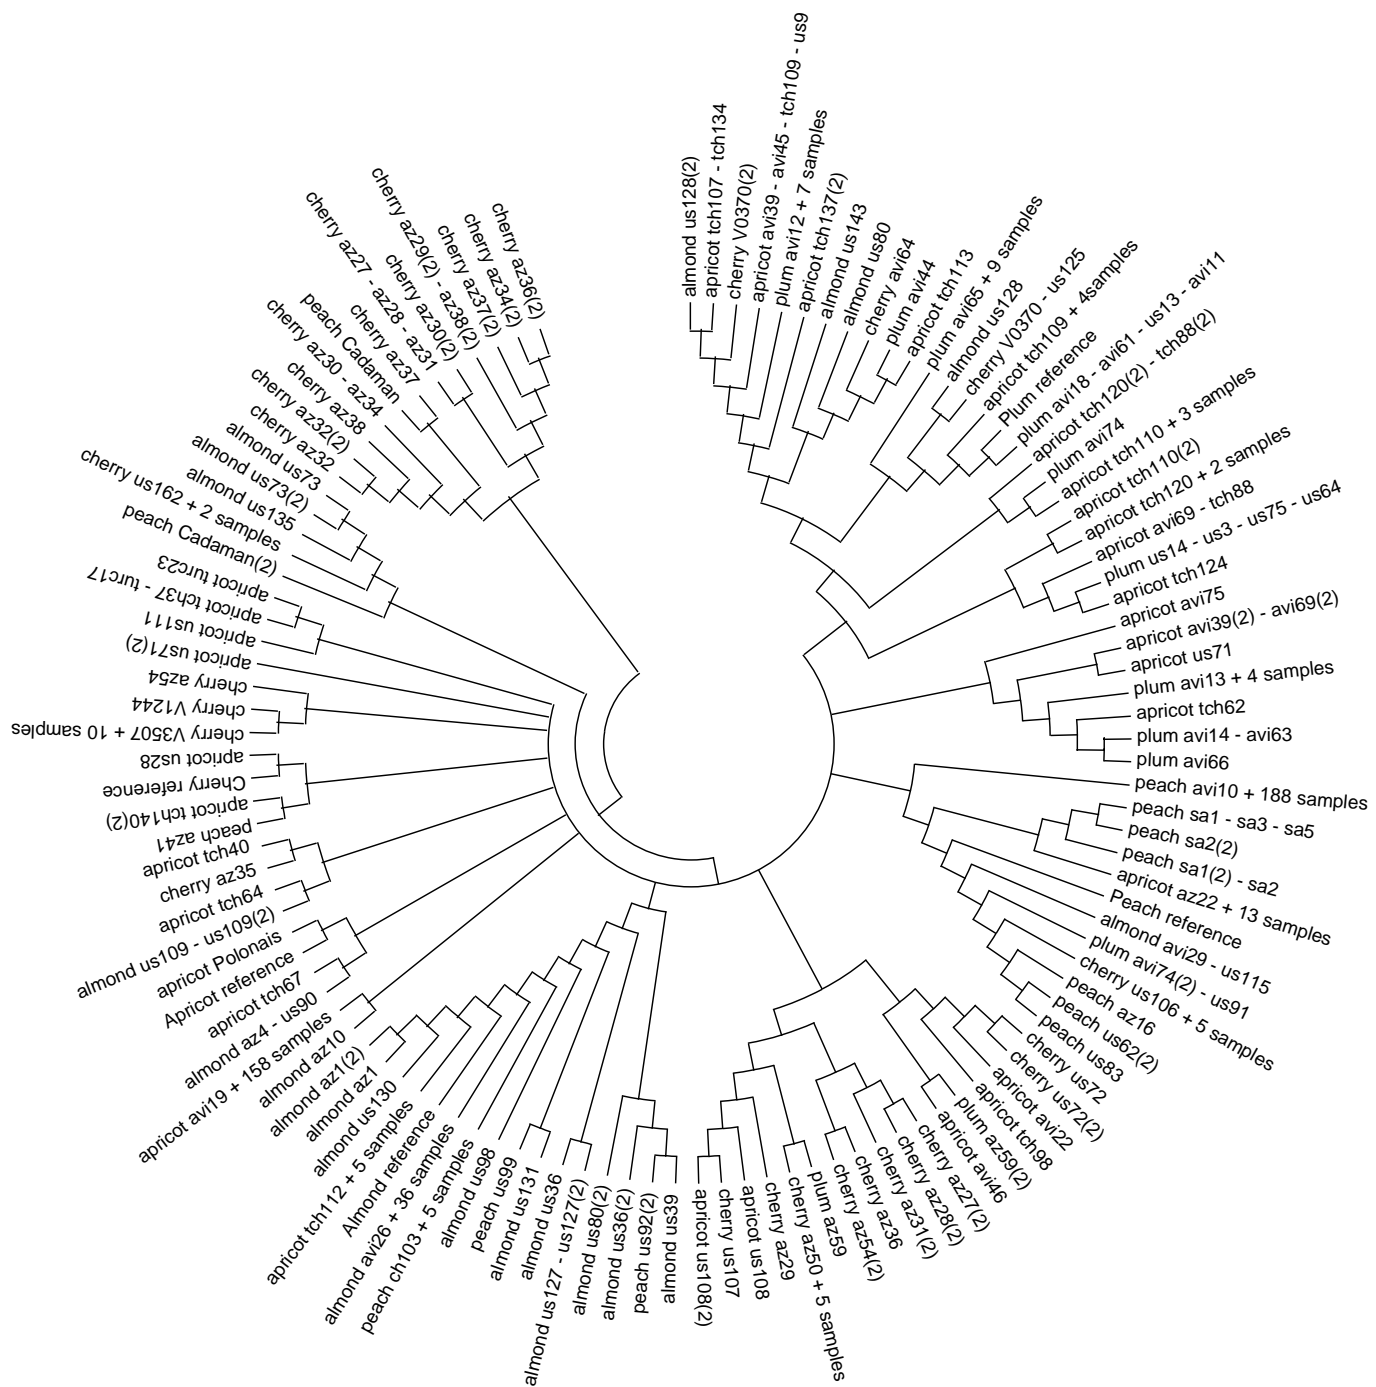 almond us128(2)
apricot tch107 - tch134
cherry V0370(2)
apricot avi39 - avi45 - tch109 - us9
plum avi12 + 7 samples
apricot tch137(2)
almond us143
almond us80
cherry avi64
plum avi44
apricot tch113
plum avi65 + 9 samples
almond us128
cherry V0370 - us125
apricot tch109 + 4samples
Plum reference
plum avi18 - avi61 - us13 - avi11
apricot tch120(2) - tch88(2)
plum avi74
apricot tch110 + 3 samples
apricot tch110(2)
apricot tch120 + 2 samples
apricot avi69 - tch88
plum us14 - us3 - us75 - us64
apricot tch124
apricot avi75
apricot avi39(2) - avi69(2)
apricot us71
plum avi13 + 4 samples
apricot tch62
plum avi14 - avi63
plum avi66
peach avi10 + 188 samples
peach sa1 - sa3 - sa5
peach sa2(2)
peach sa1(2) - sa2
apricot az22 + 13 samples
Peach reference
almond avi29 - us115
plum avi74(2) - us91
cherry us106 + 5 samples
peach az16
peach us62(2)
peach us83
cherry us72
cherry us72(2)
apricot avi22
apricot tch98
plum az59(2)
apricot avi46
cherry az27(2)
cherry az28(2)
cherry az31(2)
cherry az36
cherry az54(2)
plum az59
cherry az50 + 5 samples
cherry az29
apricot us108
cherry us107
apricot us108(2)
almond us39
peach us92(2)
almond us36(2)
almond us80(2)
almond us127 - us127(2)
almond us36
almond us131
peach us99
almond us98
peach ch103 + 5 samples
almond avi26 + 36 samples
Almond reference
apricot tch112 + 5 samples
almond us130
almond az1
almond az1(2)
almond az10
apricot avi19 + 158 samples
almond az4 - us90
apricot tch67
Apricot reference
apricot Polonais
almond us109 - us109(2)
apricot tch64
cherry az35
apricot tch40
peach az41
apricot tch140(2)
Cherry reference
apricot us28
cherry V3507 + 10 samples
cherry V1244
cherry az54
apricot us71(2)
apricot us111
apricot tch37 - turc17
apricot turc23
peach Cadaman(2)
cherry us162 + 2 samples
almond us135
almond us73(2)
almond us73
cherry az32
cherry az32(2)
cherry az38
cherry az30 - az34
peach Cadaman
cherry az37
cherry az27 - az28 - az31
cherry az30(2)
cherry az29(2) - az38(2)
cherry az37(2)
cherry az34(2)
cherry az36(2)